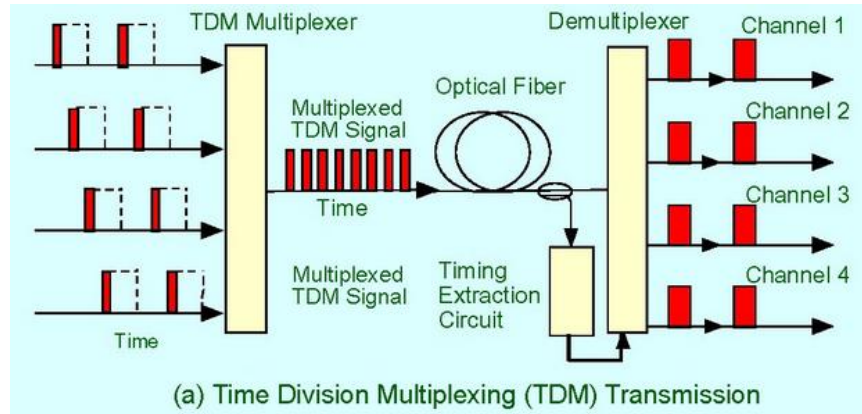 TDM Multiplexer
Demultiplexer
Channel 1
Optical Fiber
Multiplexed
TDM Signal
Channel 2
Time
Channel 3
Multiplexed
TDM Signal
Timing
Extraction
Circuit
Channel 4
Time
(a) Time Division Multiplexing (TDM) Transmission